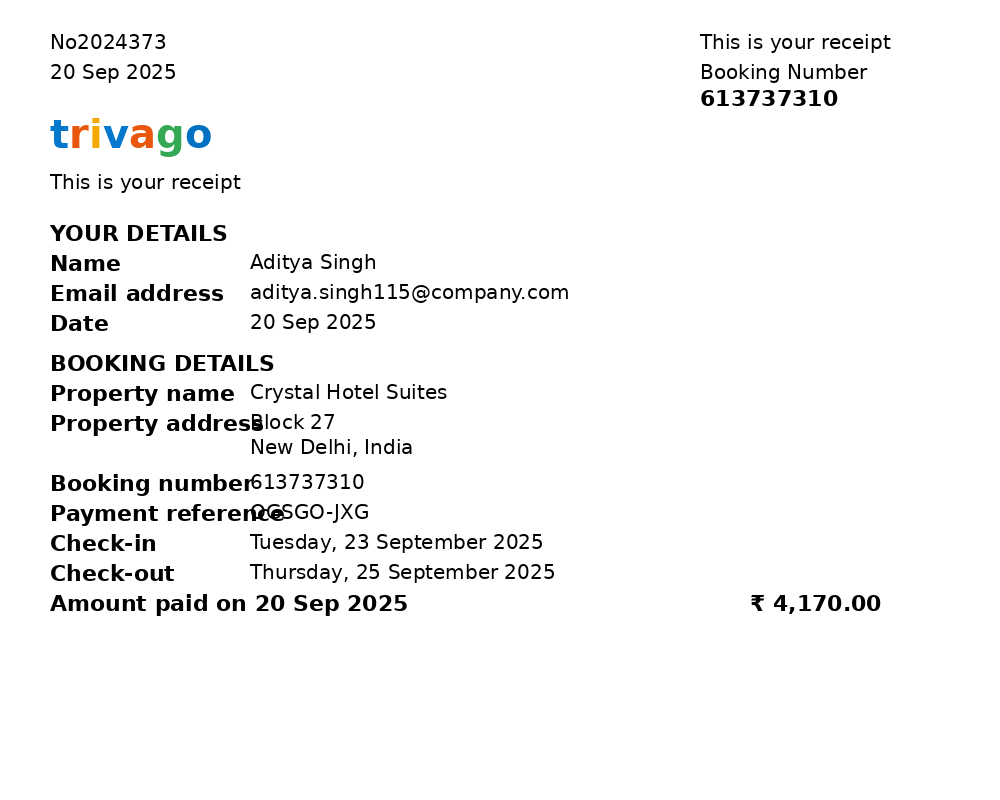 No2024373
20 Sep 2025
This is your receipt
Booking Number
613737310
trivago
This is your receipt
YOUR DETAILS
Name Aditya Singh
Email address aditya.singh115@company.com
Date 20 Sep 2025
BOOKING DETAILS
Property name Crystal Hotel Suites
Property address Block 27
New Delhi, India
Booking number 613737310
Payment reference
Check-in Tuesday, 23 September 2025
Check-out Thursday, 25 September 2025
Amount paid on 20 Sep 2025 ₹ 4,170.00